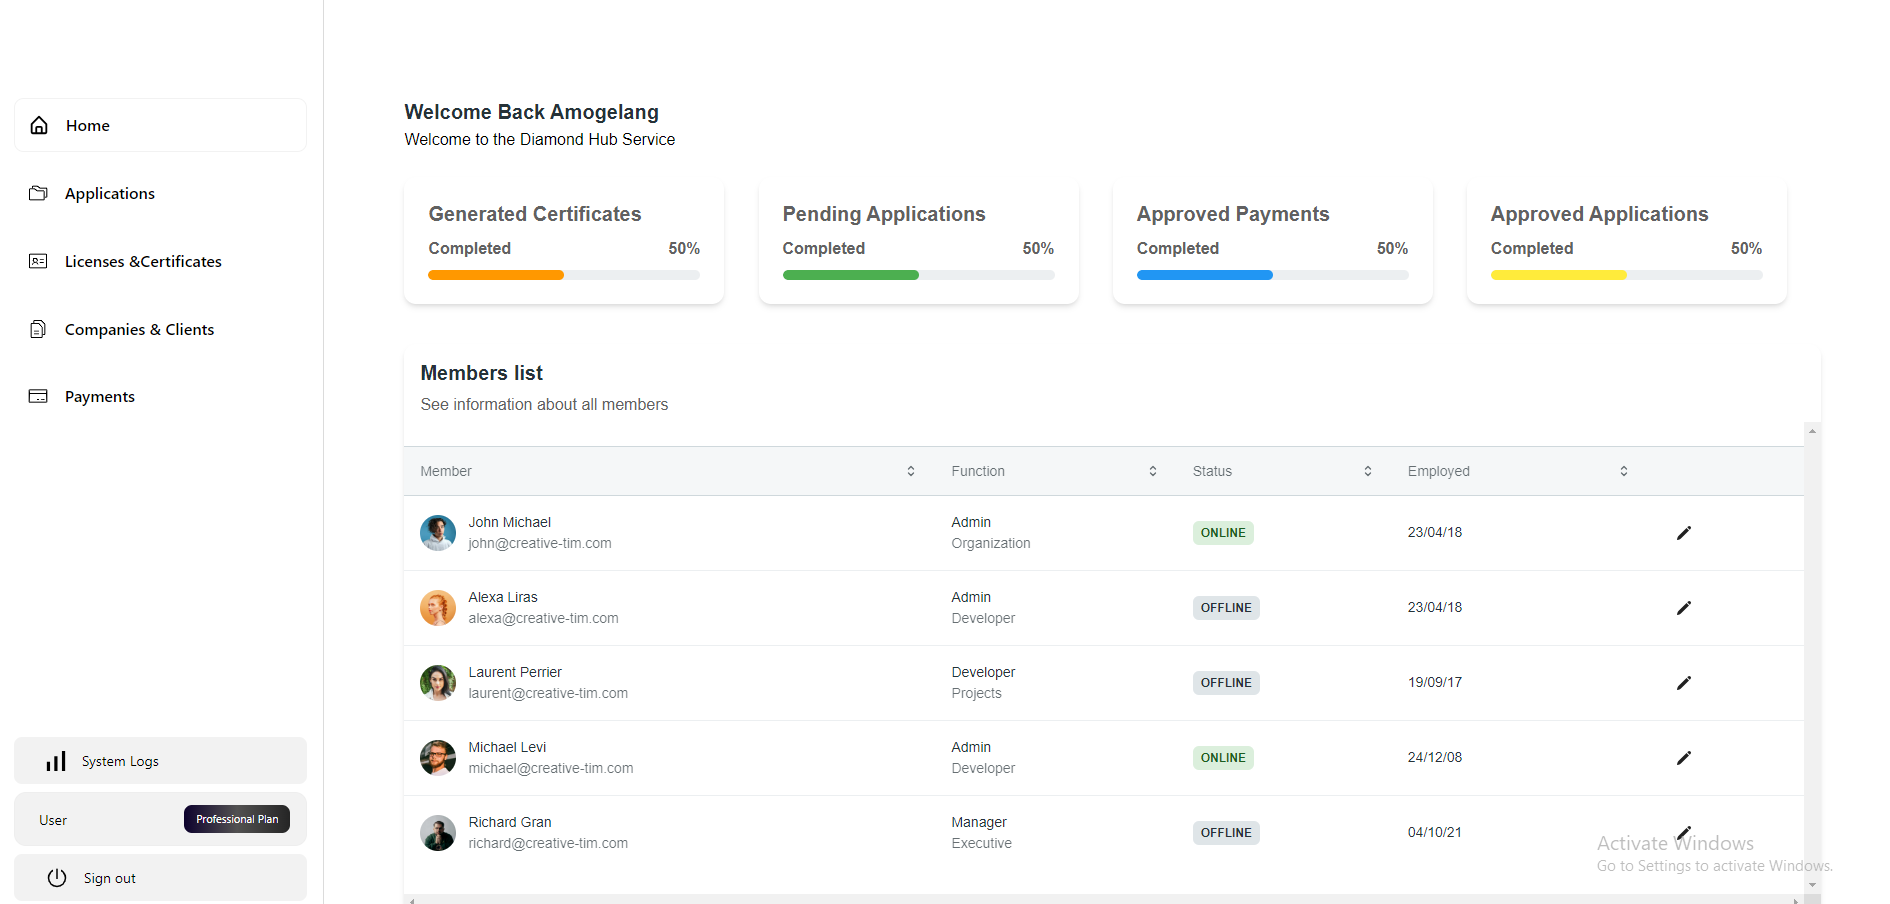 Home
Applications
Licenses &Certificates
Companies & Clients
Payments
System Logs
User Professional Plan
Sign out
Welcome Back Amogelang
Welcome to the Diamond Hub Service
Generated Certificates
Completed 50%
Pending Applications
Completed 50%
Approved Payments
Completed 50%
Approved Applications
Completed 50%
Members list
See information about all members
Member Function Status Employed
John Michael Admin
john@creative-tim.com Organization
ONLINE 23/04/18
Alexa Liras Admin
alexa@creative-tim.com Developer
OFFLINE 23/04/18
Laurent Perrier Developer
laurent@creative-tim.com Projects
OFFLINE 19/09/17
Michael Levi Admin
michael@creative-tim.com Developer
ONLINE 24/12/08
Richard Gran Manager
richard@creative-tim.com Executive
OFFLINE 04/10/21
Activate Windows
Go to Settings to activate Windows.